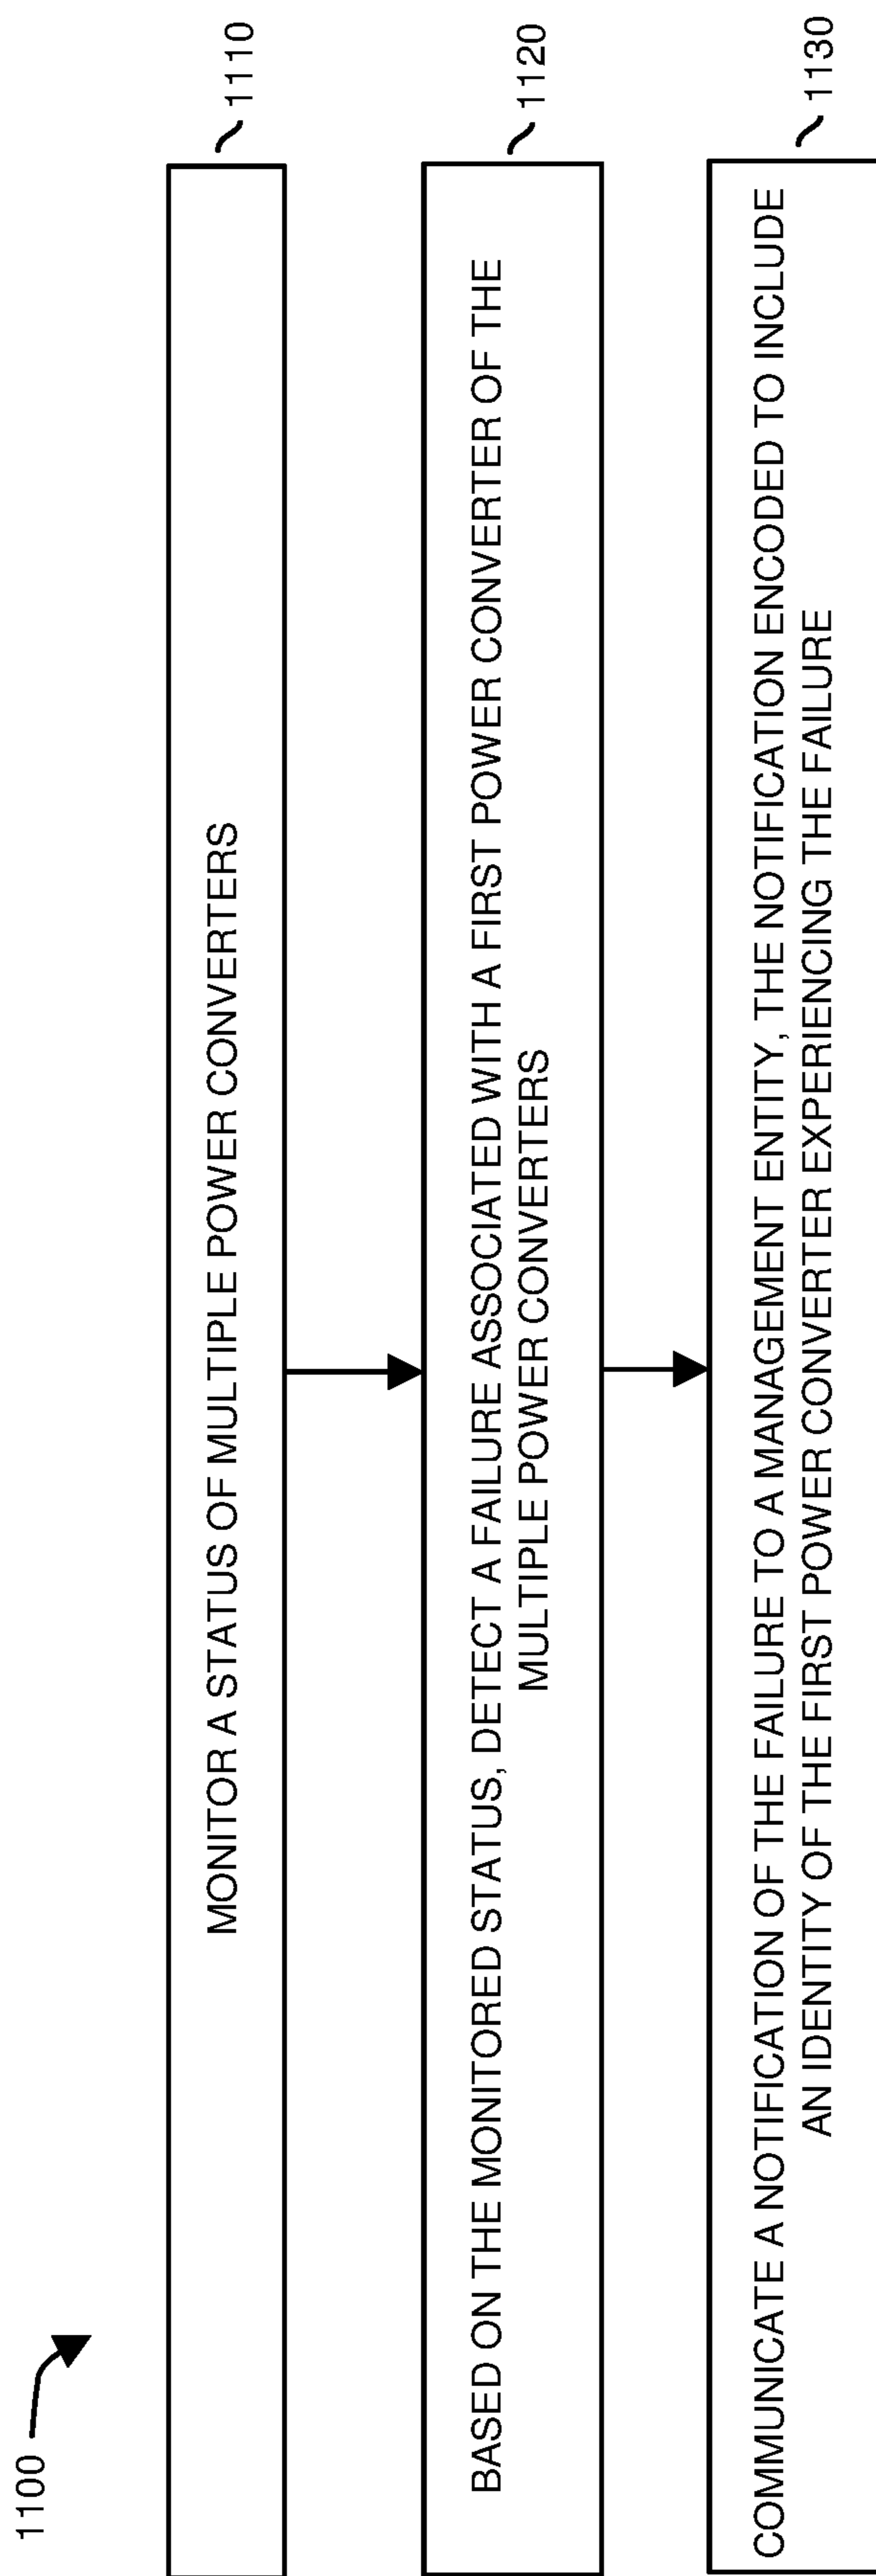 1100
1110
MONITOR A STATUS OF MULTIPLE POWER CONVERTERS
1120
BASED ON THE MONITORED STATUS, DETECT A FAILURE ASSOCIATED WITH A FIRST POWER CONVERTER OF THE
MULTIPLE POWER CONVERTERS
1130
COMMUNICATE A NOTIFICATION OF THE FAILURE TO A MANAGEMENT ENTITY, THE NOTIFICATION ENCODED TO INCLUDE
AN IDENTITY OF THE FIRST POWER CONVERTER EXPERIENCING THE FAILURE